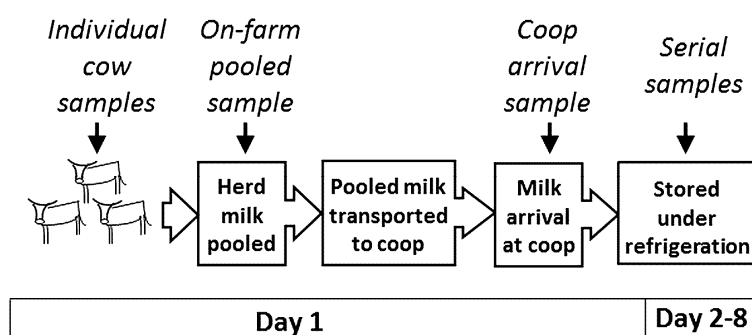 Individual
cow
samples
On-farm
pooled
sample
Coop
arrival
sample
Serial
samples
Herd
milk
pooled
Pooled milk
transported
to coop
Milk
arrival
at coop
Stored
under
refrigeration
Day 1
Day 2-8